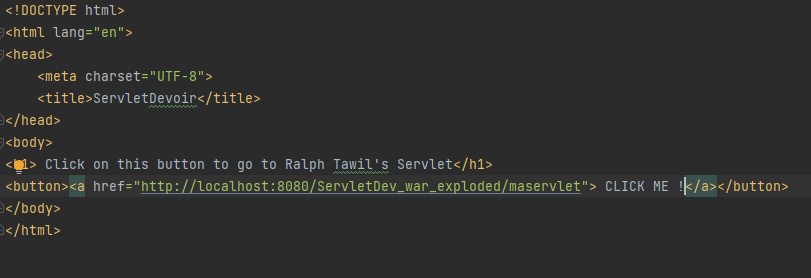 <!DOCTYPE html>
<html lang="en">
<head>
    <meta charset="UTF-8">
    <title>ServletDevoir</title>
</head>
<body>
<h1> Click on this button to go to Ralph Tawil's Servlet</h1>
<button><a href="http://localhost:8080/ServletDev_war_exploded/maservlet"> CLICK ME !</a></button>
</body>
</html>